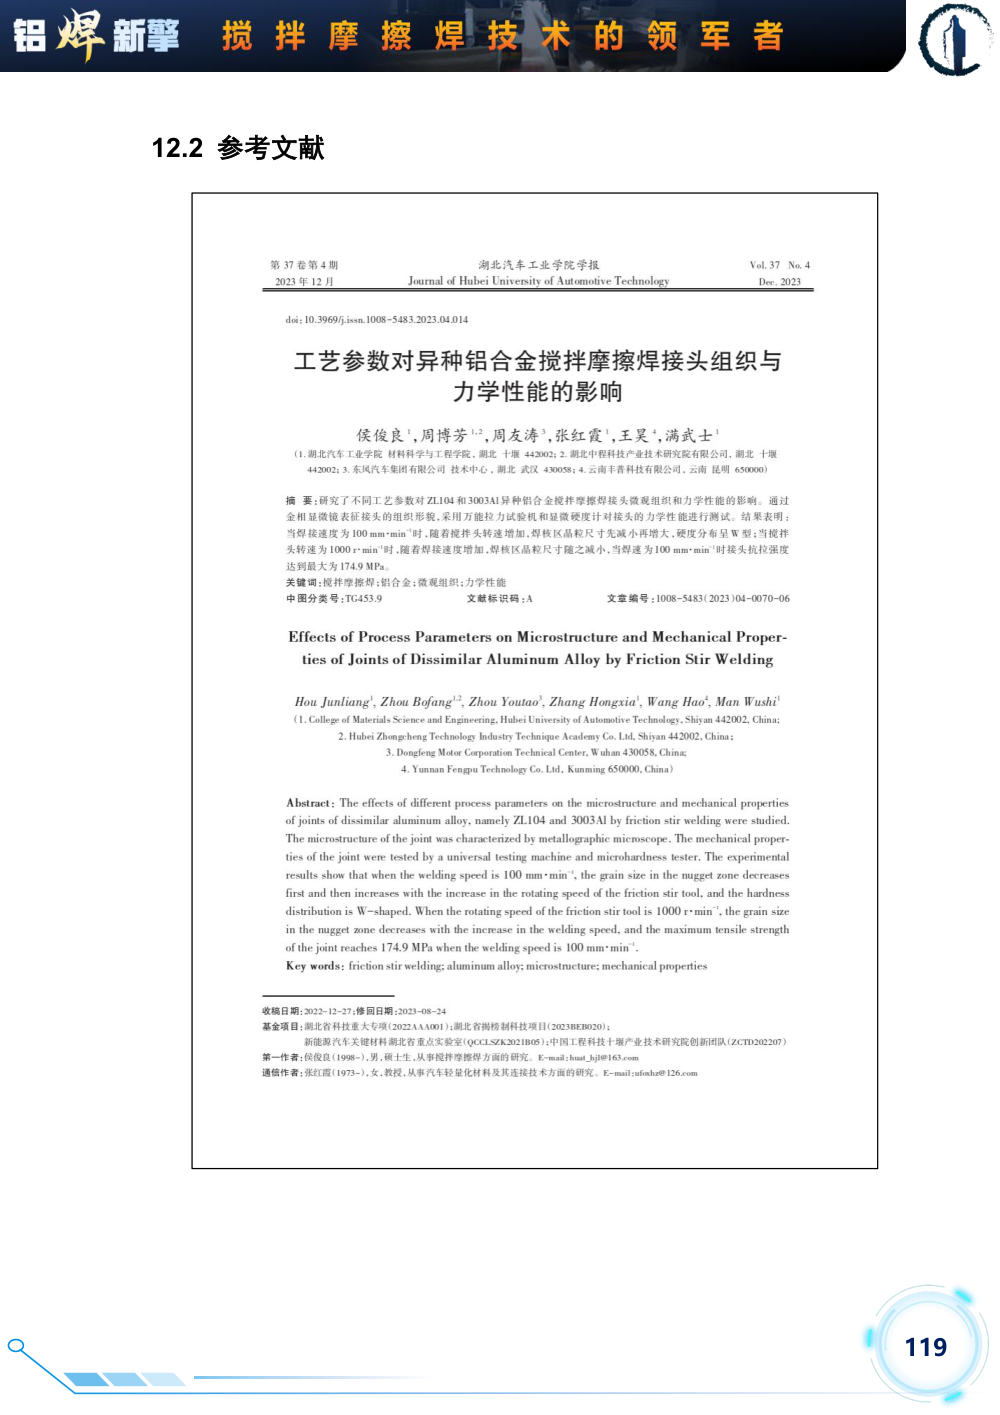 铝焊新擎 搅拌摩擦焊技术的领军者
12.2 参考文献
第 37 卷第 4 期 湖北汽车工业学院学报 Vol. 37 No. 4
2023 年 12 月 Journal of Hubei University of Automotive Technology Dec. 2023
doi：10.3969/j.issn.1008-5483.2023.04.014
工艺参数对异种铝合金搅拌摩擦焊接头组织与
力学性能的影响
侯俊良1，周博芳1,2，周友涛3，张红霞1，王昊4，满武士1
（1. 湖北汽车工业学院 材料科学与工程学院，湖北 十堰 442002；2. 湖北中程科技产业技术研究院有限公司，湖北 十堰
442002；3. 东风汽车集团有限公司 技术中心，湖北 武汉 430058；4. 云南丰普科技有限公司，云南 昆明 650000）
摘 要：研究了不同工艺参数对 ZL104 和 3003Al 异种铝合金搅拌摩擦焊接头微观组织和力学性能的影响。通过
金相显微镜表征接头的组织形貌，采用万能拉力试验机和显微硬度计对接头的力学性能进行测试。结果表明：
当焊接速度为 100 mm·min⁻¹时，随着搅拌头转速增加，焊核区晶粒尺寸先减小再增大，硬度分布呈 W 型；当搅拌
头转速为 1000 r·min⁻¹时，随着焊接速度增加，焊核区晶粒尺寸随之减小，当焊速为 100 mm·min⁻¹时接头抗拉强度
达到最大为 174.9 MPa。
关键词：搅拌摩擦焊；铝合金；微观组织；力学性能
中图分类号：TG453.9 文献标识码：A 文章编号：1008-5483（2023）04-0070-06
Effects of Process Parameters on Microstructure and Mechanical Proper-
ties of Joints of Dissimilar Aluminum Alloy by Friction Stir Welding
Hou Junliang1, Zhou Bofang1,2, Zhou Youtao3, Zhang Hongxia1, Wang Hao4, Man Wushi1
（1. College of Materials Science and Engineering, Hubei University of Automotive Technology, Shiyan 442002, China;
2. Hubei Zhongcheng Technology Industry Technique Academy Co. Ltd, Shiyan 442002, China；
3. Dongfeng Motor Corporation Technical Center, Wuhan 430058, China;
4. Yunnan Fengpu Technology Co. Ltd, Kunming 650000, China）
Abstract: The effects of different process parameters on the microstructure and mechanical properties
of joints of dissimilar aluminum alloy, namely ZL104 and 3003Al by friction stir welding were studied.
The microstructure of the joint was characterized by metallographic microscope. The mechanical proper-
ties of the joint were tested by a universal testing machine and microhardness tester. The experimental
results show that when the welding speed is 100 mm·min⁻¹, the grain size in the nugget zone decreases
first and then increases with the increase in the rotating speed of the friction stir tool, and the hardness
distribution is W-shaped. When the rotating speed of the friction stir tool is 1000 r·min⁻¹, the grain size
in the nugget zone decreases with the increase in the welding speed, and the maximum tensile strength
of the joint reaches 174.9 MPa when the welding speed is 100 mm·min⁻¹.
Key words: friction stir welding; aluminum alloy; microstructure; mechanical properties
收稿日期：2022-12-27；修回日期：2023-08-24
基金项目：湖北省科技重大专项（2022AAA001）；湖北省揭榜制科技项目（2023BEB020）；
新能源汽车关键材料湖北省重点实验室（QCCLSZK2021B05）；中国工程科技十堰产业技术研究院创新团队（ZCTD202207）
第一作者：侯俊良（1998-），男，硕士生，从事搅拌摩擦焊方面的研究。E-mail：huat_hjl@163.com
通信作者：张红霞（1973-），女，教授，从事汽车轻量化材料及其连接技术方面的研究。E-mail：ufoxhz@126.com
119